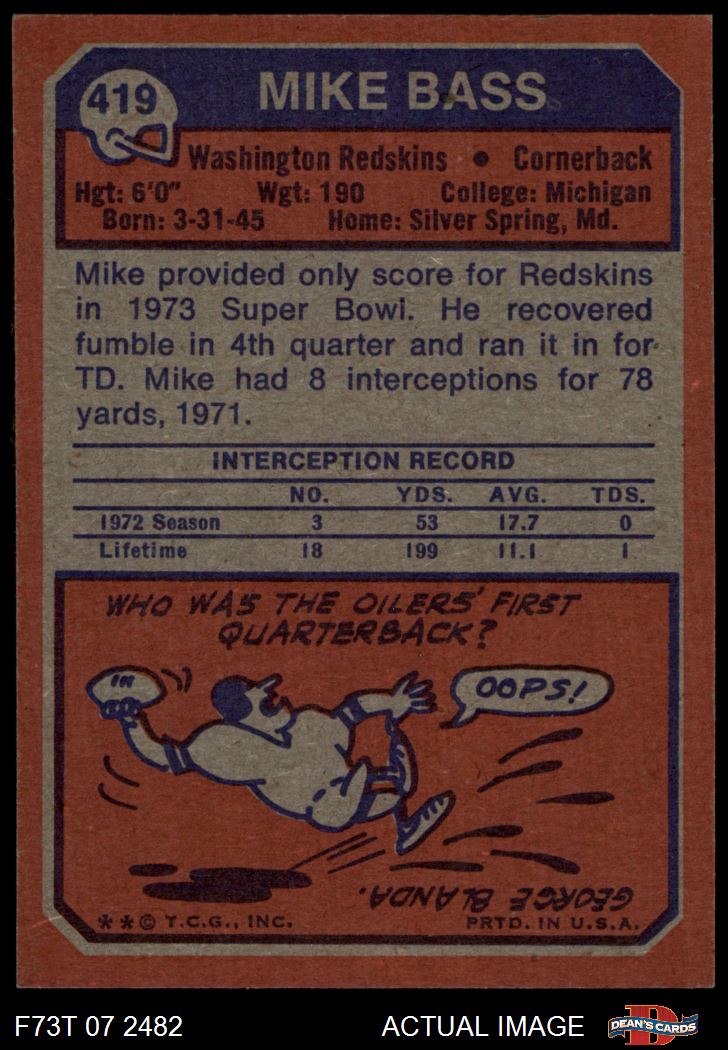 419
MIKE BASS
Washington Redskins • Cornerback
Hgt: 6'0" Wgt: 190 College: Michigan
Born: 3-31-45 Home: Silver Spring, Md.
Mike provided only score for Redskins
in 1973 Super Bowl. He recovered
fumble in 4th quarter and ran it in for
TD. Mike had 8 interceptions for 78
yards, 1971.
INTERCEPTION RECORD
NO. YDS. AVG. TDS.
1972 Season 3 53 17.7 0
Lifetime 18 199 11.1 1
WHO WAS THE OILERS' FIRST
QUARTERBACK?
IN
OOPS!
GEORGE BLANDA.
**© T.C.G., INC. PRTD. IN U.S.A.
F73T 07 2482 ACTUAL IMAGE D DEAN'S CARDS